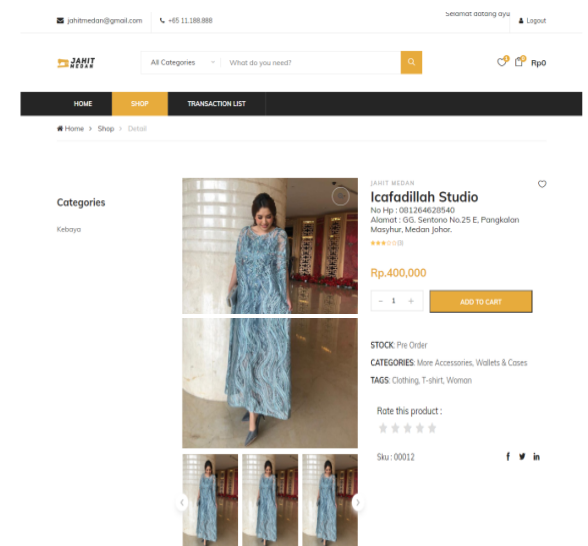 jahitmedan@gmail.com
+65 11.188.888
Selamat datang ayu
Logout
JAHIT
MEDAN
All Categories
What do you need?
Rp0
HOME
SHOP
TRANSACTION LIST
Home > Shop > Detail
Categories
Kebaya
JAHIT MEDAN
Icafadillah Studio
No Hp : 081264628540
Alamat : GG. Sentono No.25 E, Pangkalan
Masyhur, Medan Johor.
(3)
Rp.400,000
- 1 +
ADD TO CART
STOCK: Pre Order
CATEGORIES: More Accessories, Wallets & Cases
TAGS: Clothing, T-shirt, Woman
Rate this product :
Sku : 00012